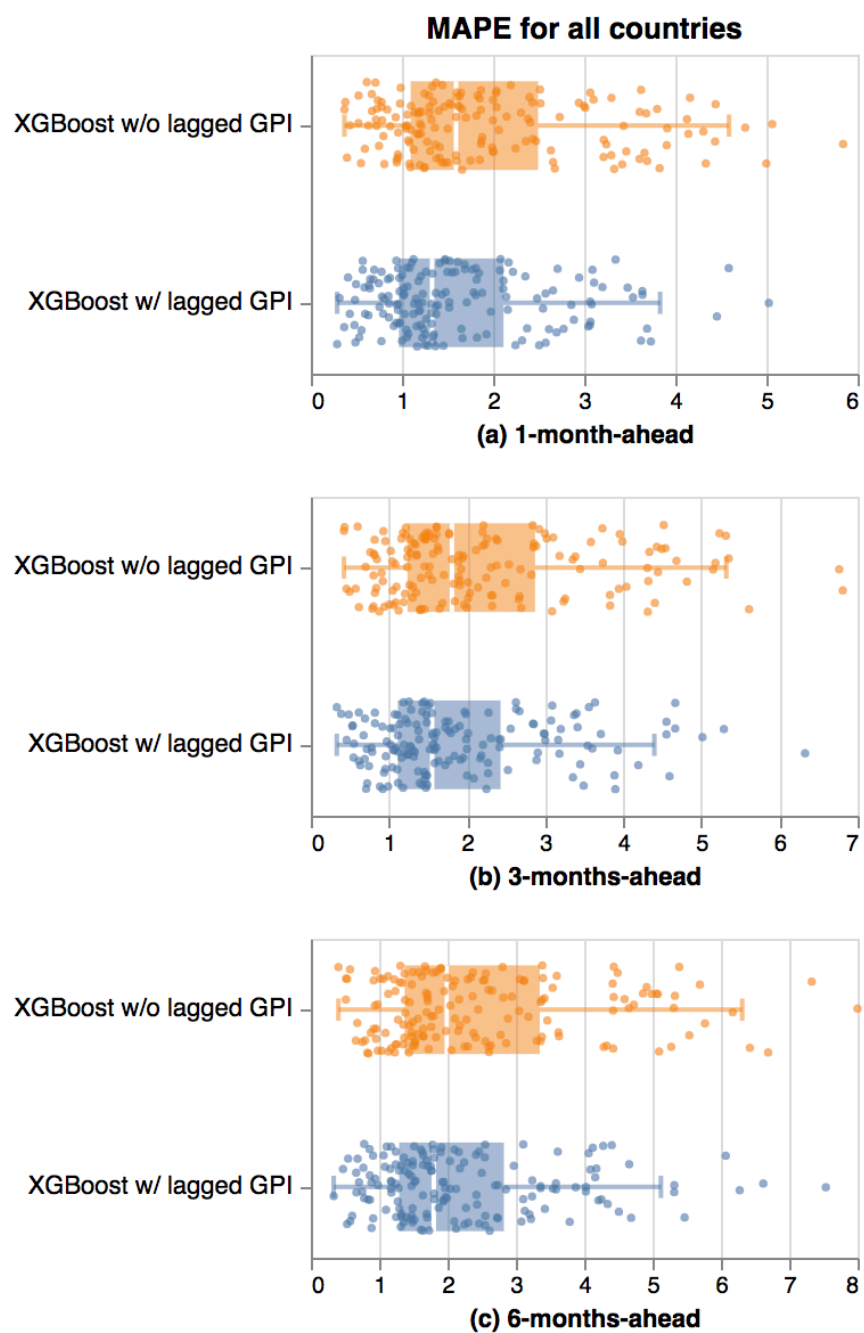 MAPE for all countries
XGBoost w/o lagged GPI
XGBoost w/ lagged GPI
0 1 2 3 4 5 6
(a) 1-month-ahead
XGBoost w/o lagged GPI
XGBoost w/ lagged GPI
0 1 2 3 4 5 6 7
(b) 3-months-ahead
XGBoost w/o lagged GPI
XGBoost w/ lagged GPI
0 1 2 3 4 5 6 7 8
(c) 6-months-ahead